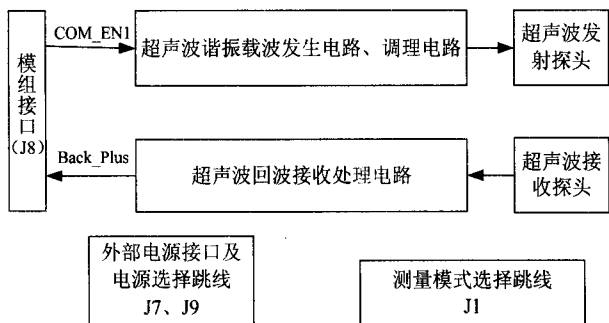 模组接口
(J8)
COM_EN1
超声波谐振载波发生电路、调理电路
超声波发
射探头
Back_Plus
超声波回波接收处理电路
超声波接
收探头
外部电源接口及
电源选择跳线
J7、J9
测量模式选择跳线
J1